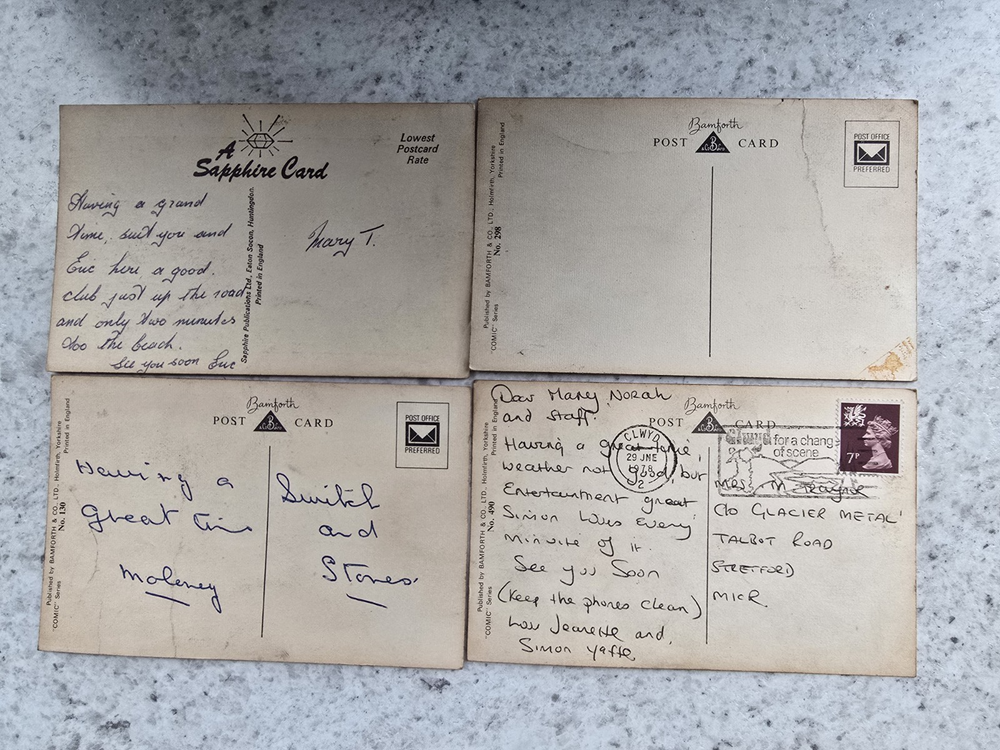 A
Sapphire Card
Lowest
Postcard
Rate
Having a grand
time, suit you and
Eric here a good.
club just up the road
and only two minutes
too the beach.
See you soon Eric
Sapphire Publications Ltd., Eaton Socon, Huntingdon.
Printed in England
Mary T.
Bamforth
POST CARD
POST OFFICE
PREFERRED
"COMIC" Series
No. 298
Published by BAMFORTH & CO., LTD., Holmfirth, Yorkshire
Printed in England
Bamforth
POST CARD
POST OFFICE
PREFERRED
"COMIC" Series
No. 130
Published by BAMFORTH & CO., LTD., Holmfirth, Yorkshire
Printed in England
Having a
great
Moloney
Switch
and
Stores.
Bamforth
POST CARD
"COMIC" Series
No. 490
Published by BAMFORTH & CO., LTD., Holmfirth, Yorkshire
Printed in England
Dear Mary, Norah
and Staff.
Having a great time,
weather not good, but
Entertainment great
Simon loves every
minute of it.
See you Soon
(Keep the phones clean)
Love Jeanette and
Simon Yaffe
CLWYD
29 JNE
1978
2
for a chang
of scene
7P
Mrs. M
C/o GLACIER METAL
TALBOT ROAD
STRETFORD
MICR